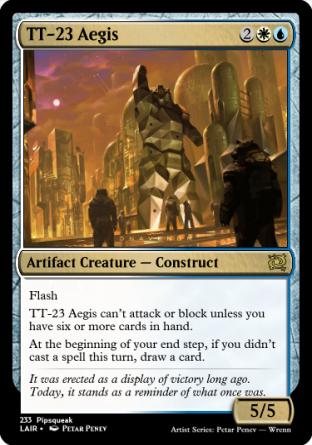 TT-23 Aegis 2
Artifact Creature — Construct
Flash
TT-23 Aegis can't attack or block unless you
have six or more cards in hand.
At the beginning of your end step, if you didn't
cast a spell this turn, draw a card.
It was erected as a display of victory long ago.
Today, it stands as a reminder of what once was.
5/5
233 Pipsqueak
LAIR • Petar Penev
Artist Series: Petar Penev — Wrenn